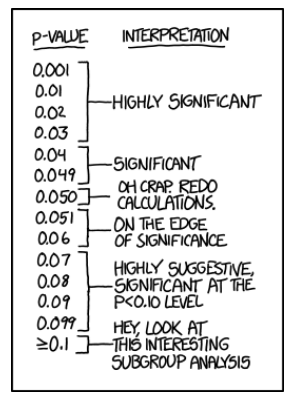 P-VALUE INTERPRETATION
0.001
0.01
0.02
0.03
HIGHLY SIGNIFICANT
0.04
0.049
SIGNIFICANT
0.050
OH CRAP. REDO
CALCULATIONS.
0.051
0.06
ON THE EDGE
OF SIGNIFICANCE
0.07
0.08
0.09
0.099
HIGHLY SUGGESTIVE,
SIGNIFICANT AT THE
P<0.10 LEVEL
≥0.1
HEY, LOOK AT
THIS INTERESTING
SUBGROUP ANALYSIS